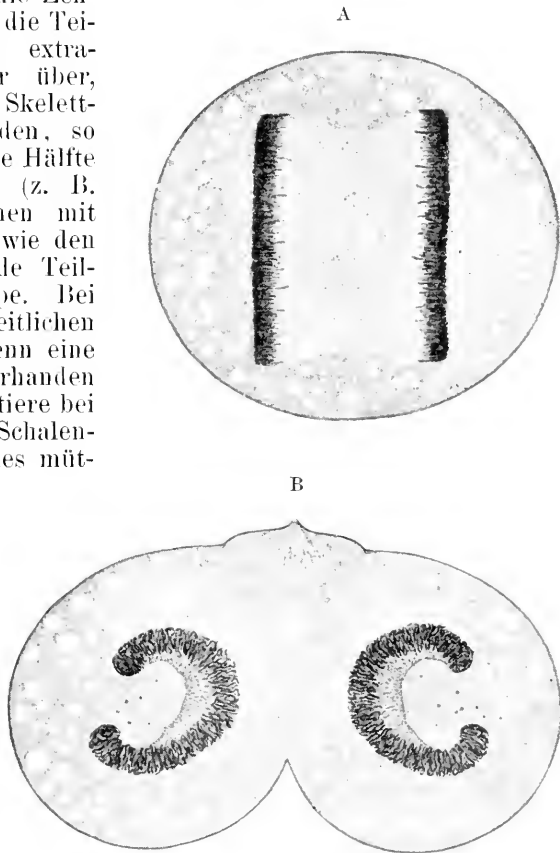 die Tei-
extra-
r über,
Skelett-
den, so
e Hälfte
(z. B.
nen mit
wie den
le Teil-
pe. Bei
eitlichen
enn eine
rhanden
tiere bei
Schalen-
es müt-
A
B